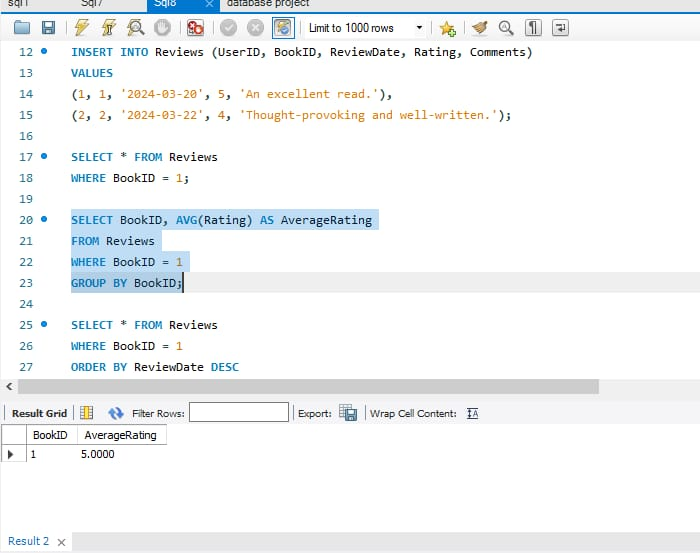 sql1 Sql7 Sql8 × database project
Limit to 1000 rows
12 INSERT INTO Reviews (UserID, BookID, ReviewDate, Rating, Comments)
13 VALUES
14 (1, 1, '2024-03-20', 5, 'An excellent read.'),
15 (2, 2, '2024-03-22', 4, 'Thought-provoking and well-written.');
16
17 SELECT * FROM Reviews
18 WHERE BookID = 1;
19
20 SELECT BookID, AVG(Rating) AS AverageRating
21 FROM Reviews
22 WHERE BookID = 1
23 GROUP BY BookID;
24
25 SELECT * FROM Reviews
26 WHERE BookID = 1
27 ORDER BY ReviewDate DESC
Result Grid Filter Rows: Export: Wrap Cell Content: IA
BookID AverageRating
1 5.0000
Result 2 ×